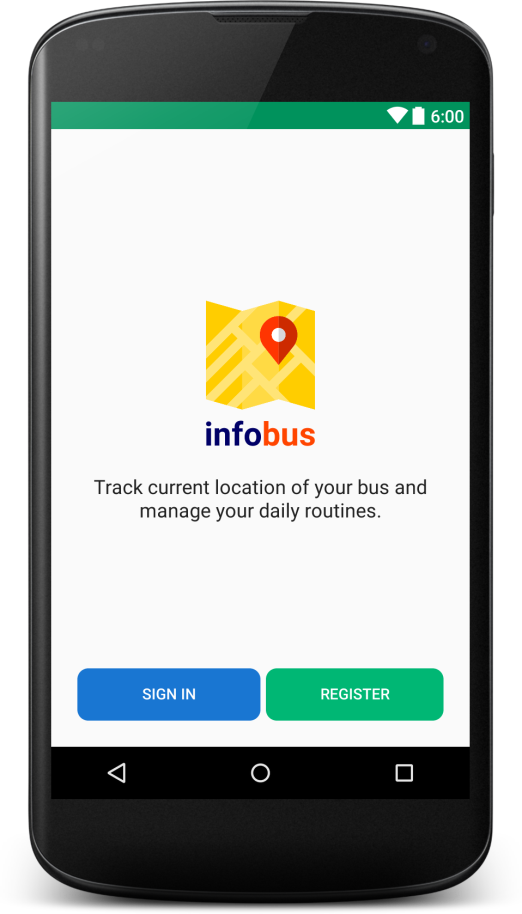 6:00
infobus
Track current location of your bus and
manage your daily routines.
SIGN IN
REGISTER